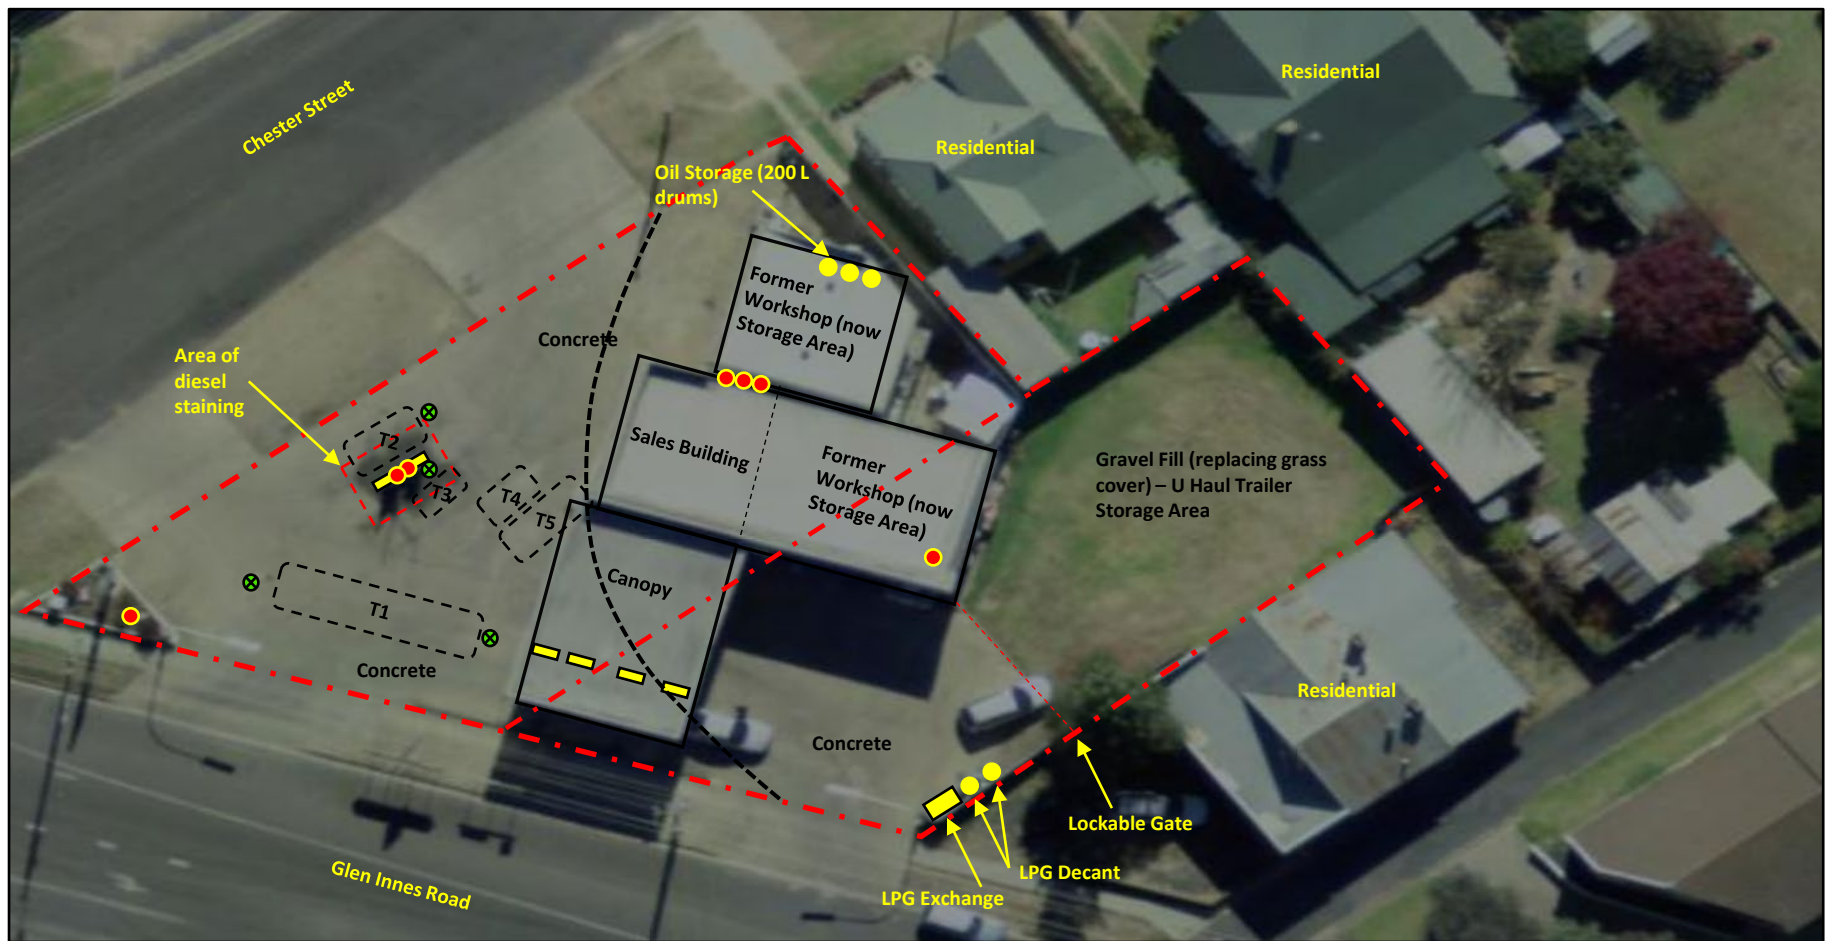 Chester Street
Residential
Residential
Oil Storage (200 L
drums)
Former
Workshop (now
Storage Area)
Concrete
Area of
diesel
staining
T2
T3
T4
T5
Sales Building
Former
Workshop (now
Storage Area)
Gravel Fill (replacing grass
cover) – U Haul Trailer
Storage Area
Canopy
T1
Concrete
Residential
Concrete
Lockable Gate
LPG Decant
LPG Exchange
Glen Innes Road